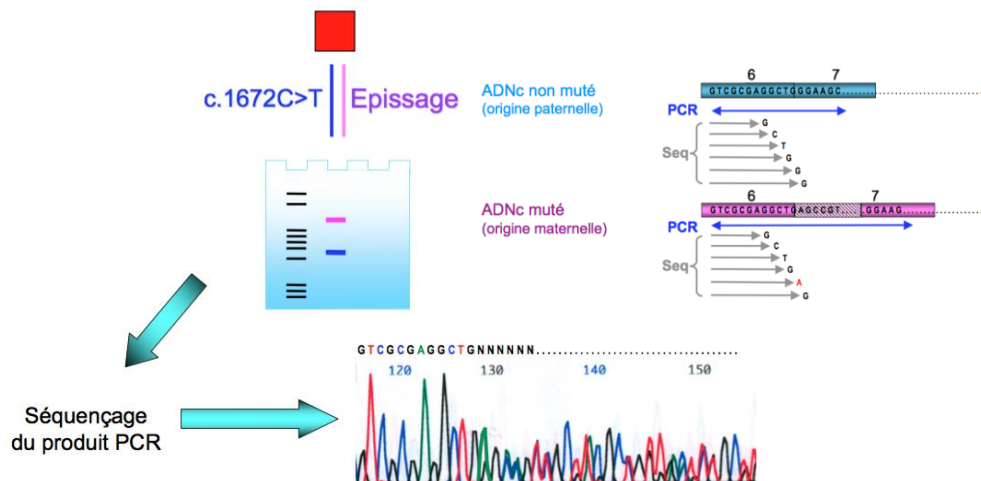 c.1672C>T
Epissage
ADNc non muté
(origine paternelle)
6 7
GTCGCGAGGCTGGGAAGC
PCR
Seq
G
C
T
G
G
G
ADNc muté
(origine maternelle)
6 7
GTCGCGAGGCTGAGCCGT.....GGAAG
PCR
Seq
G
C
T
G
A
G
Séquençage
du produit PCR
GTCGCGAGGCTGNNNNNN
120 130 140 150